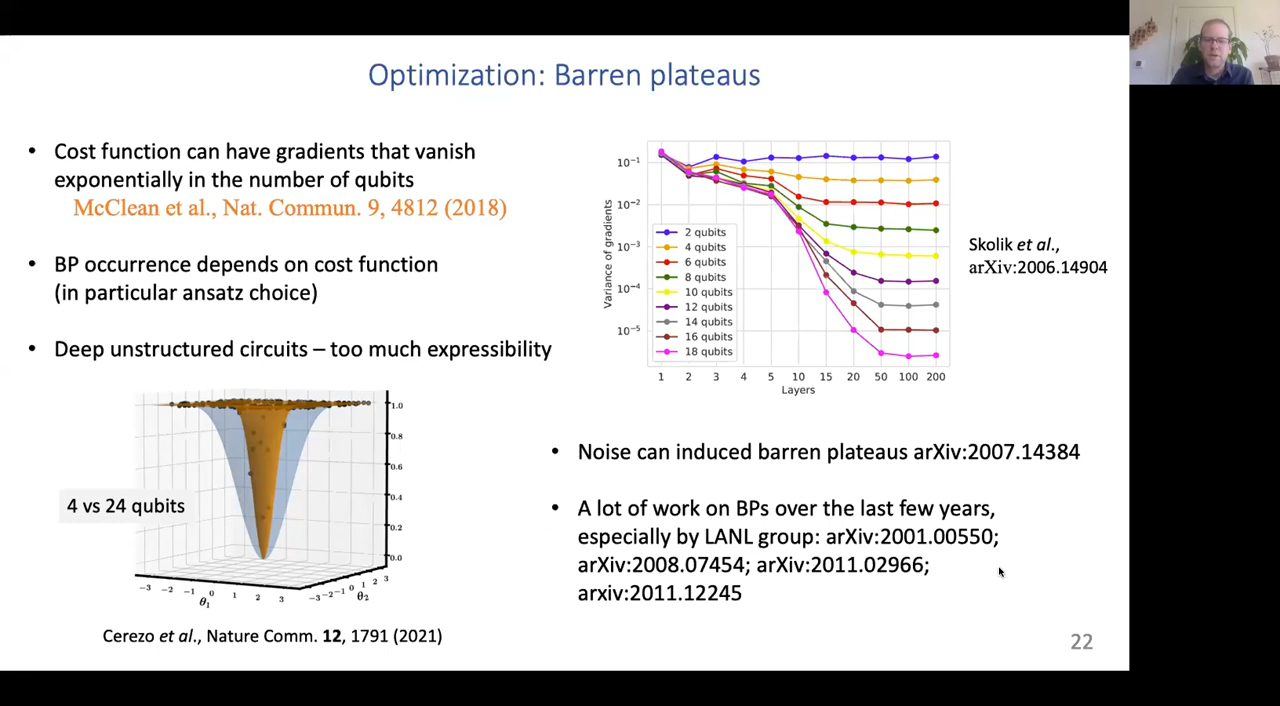 Optimization: Barren plateaus
• Cost function can have gradients that vanish
exponentially in the number of qubits
McClean et al., Nat. Commun. 9, 4812 (2018)
• BP occurrence depends on cost function
(in particular ansatz choice)
• Deep unstructured circuits – too much expressibility
4 vs 24 qubits
1.0
0.8
0.6
0.4
0.2
0.0
−3 −2 −1 0 1 2 3
θ1
−3 −2 −1 0 1 2 3
θ2
Cerezo et al., Nature Comm. 12, 1791 (2021)
Variance of gradients
10−1
10−2
10−3
10−4
10−5
2 qubits
4 qubits
6 qubits
8 qubits
10 qubits
12 qubits
14 qubits
16 qubits
18 qubits
1 2 3 4 5 10 15 20 50 100 200
Layers
Skolik et al.,
arXiv:2006.14904
• Noise can induced barren plateaus arXiv:2007.14384
• A lot of work on BPs over the last few years,
especially by LANL group: arXiv:2001.00550;
arXiv:2008.07454; arXiv:2011.02966;
arxiv:2011.12245
22